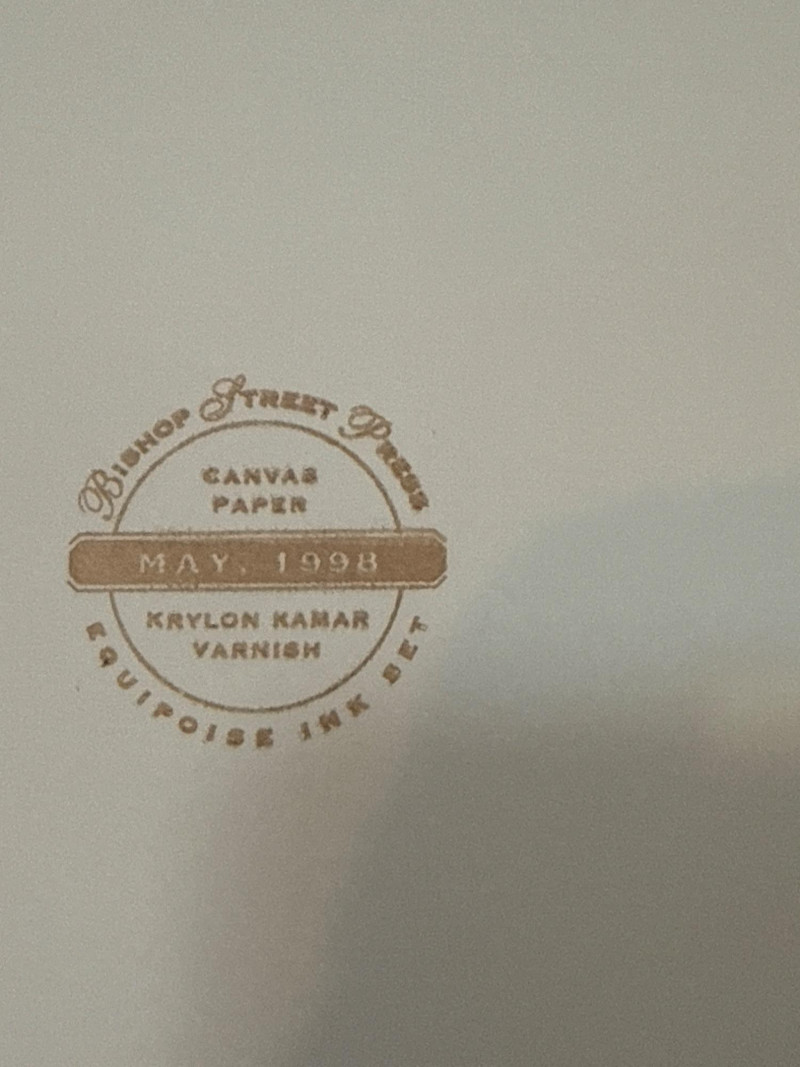 Bishop Street Press
CANVAS
PAPER
MAY, 1998
KRYLON KAMAR
VARNISH
EQUIPOISE INK SET